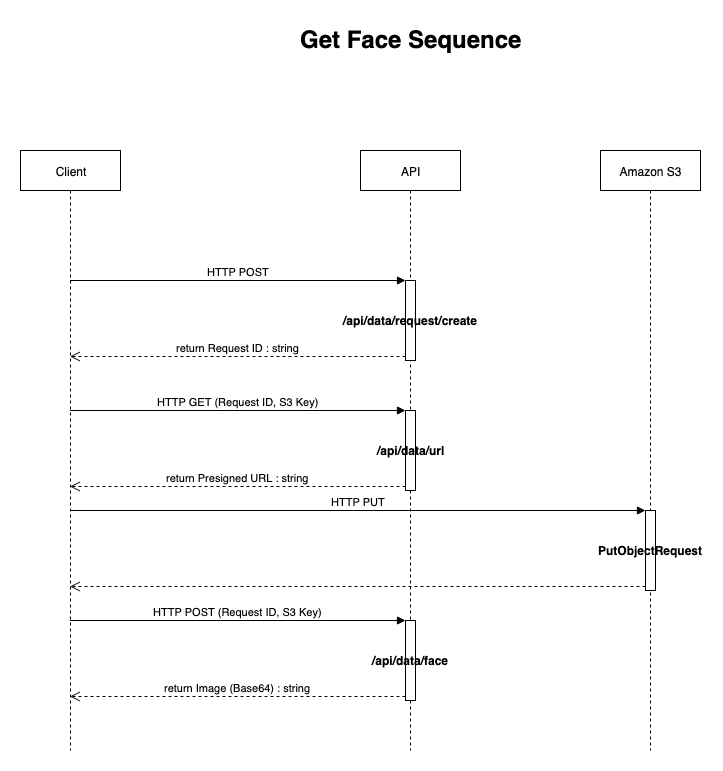 Get Face Sequence
Client
API
Amazon S3
HTTP POST
/api/data/request/create
return Request ID : string
HTTP GET (Request ID, S3 Key)
/api/data/url
return Presigned URL : string
HTTP PUT
PutObjectRequest
HTTP POST (Request ID, S3 Key)
/api/data/face
return Image (Base64) : string